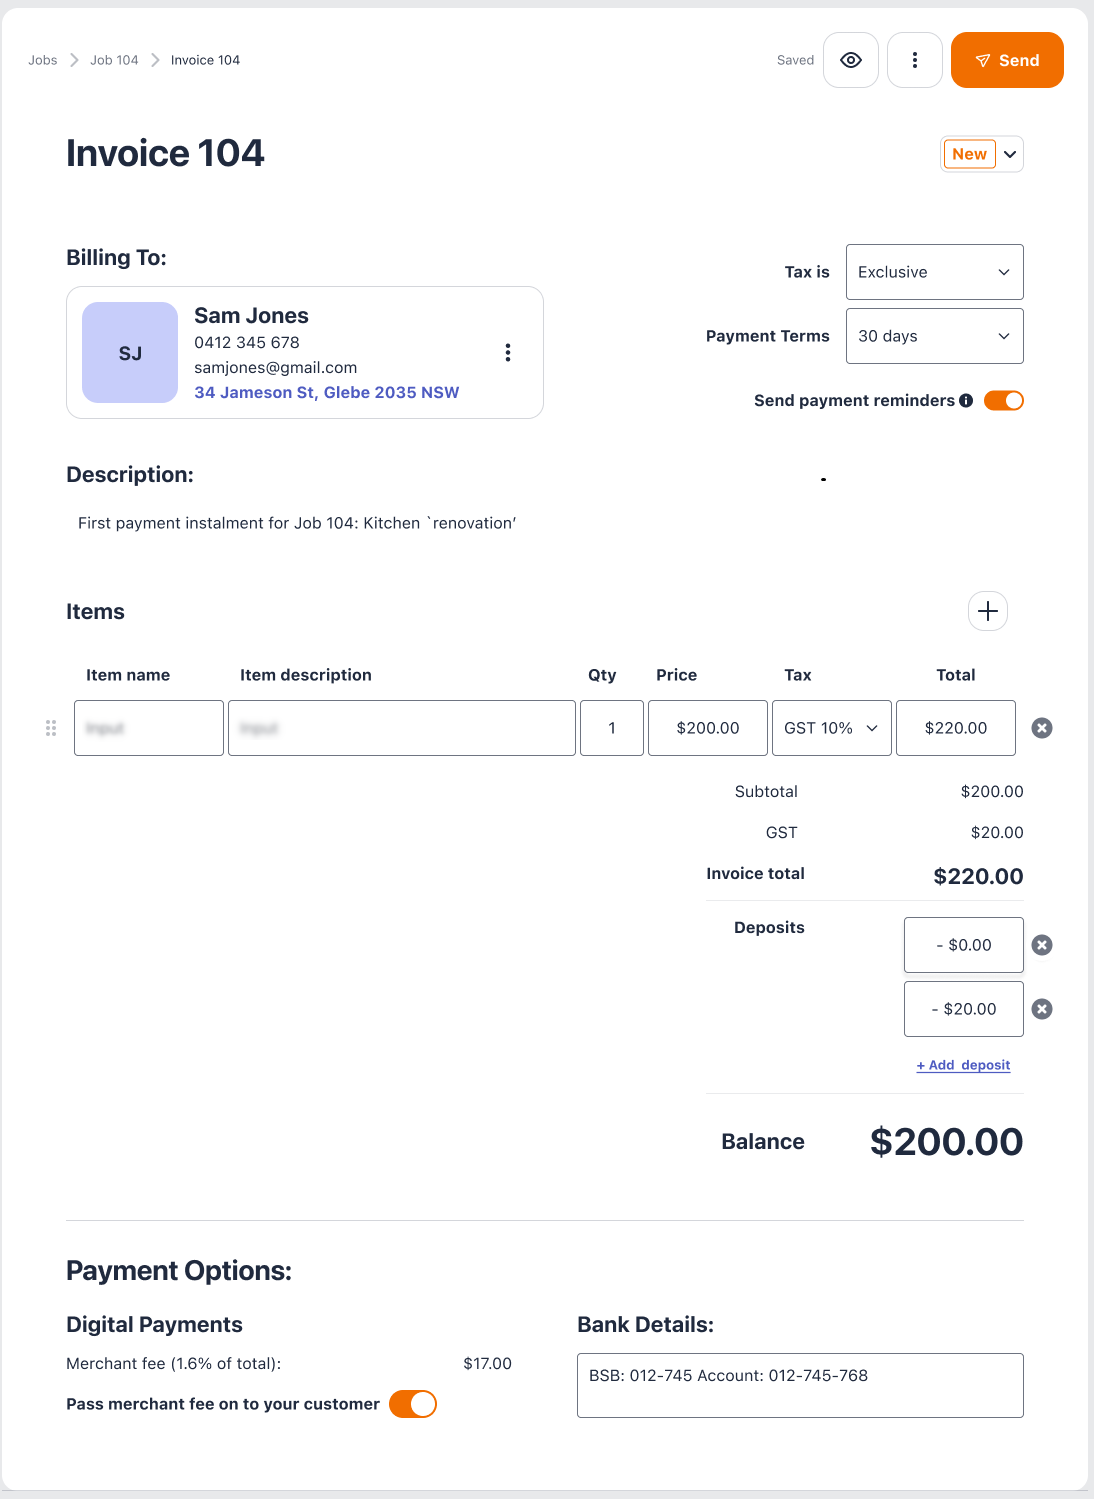 Jobs > Job 104 > Invoice 104
Saved
Send
Invoice 104
New
Billing To:
SJ
Sam Jones
0412 345 678
samjones@gmail.com
34 Jameson St, Glebe 2035 NSW
Tax is Exclusive
Payment Terms 30 days
Send payment reminders
Description:
First payment instalment for Job 104: Kitchen `renovation’
Items
Item name Item description Qty Price Tax Total
Input Input 1 $200.00 GST 10% $220.00
Subtotal $200.00
GST $20.00
Invoice total $220.00
Deposits - $0.00
- $20.00
+ Add deposit
Balance $200.00
Payment Options:
Digital Payments
Merchant fee (1.6% of total): $17.00
Pass merchant fee on to your customer
Bank Details:
BSB: 012-745 Account: 012-745-768